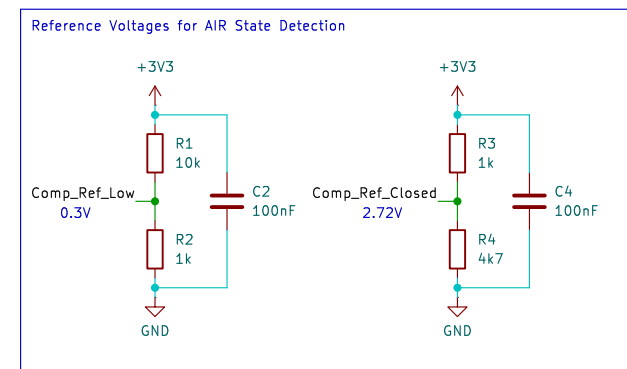 Reference Voltages for AIR State Detection
+3V3
R1
10k
Comp_Ref_Low
0.3V
C2
100nF
R2
1k
GND
+3V3
R3
1k
Comp_Ref_Closed
2.72V
C4
100nF
R4
4k7
GND